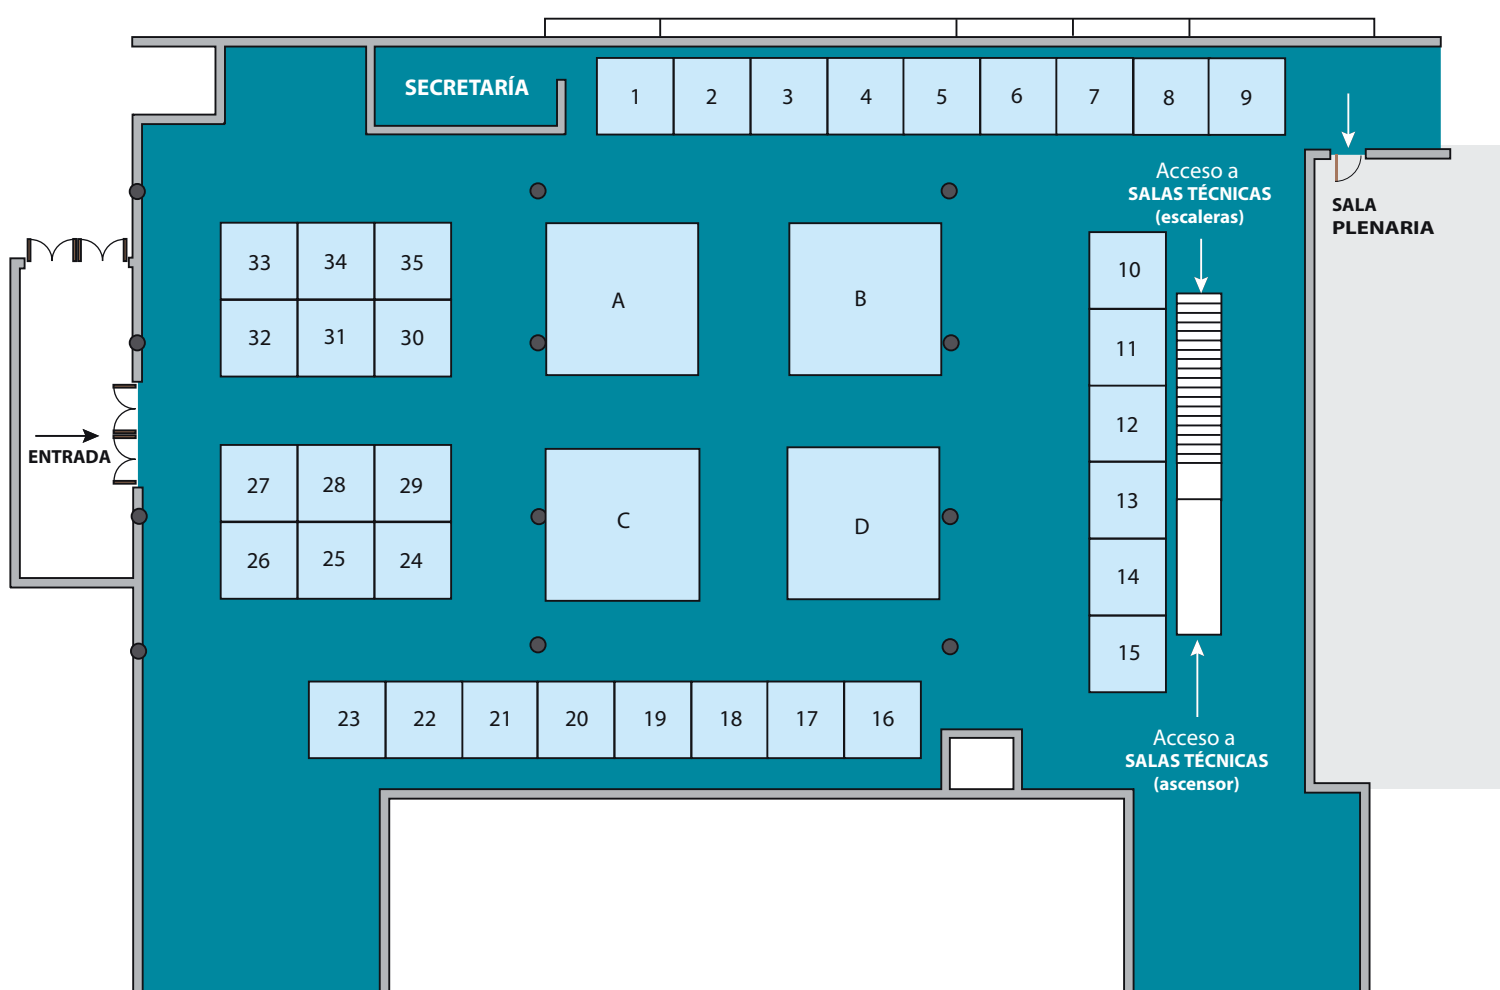 SECRETARÍA
1 2 3 4 5 6 7 8 9
Acceso a
SALAS TÉCNICAS
(escaleras)
SALA
PLENARIA
33 34 35
32 31 30
A
B
10
11
12
13
14
15
ENTRADA
27 28 29
26 25 24
C
D
23 22 21 20 19 18 17 16
Acceso a
SALAS TÉCNICAS
(ascensor)